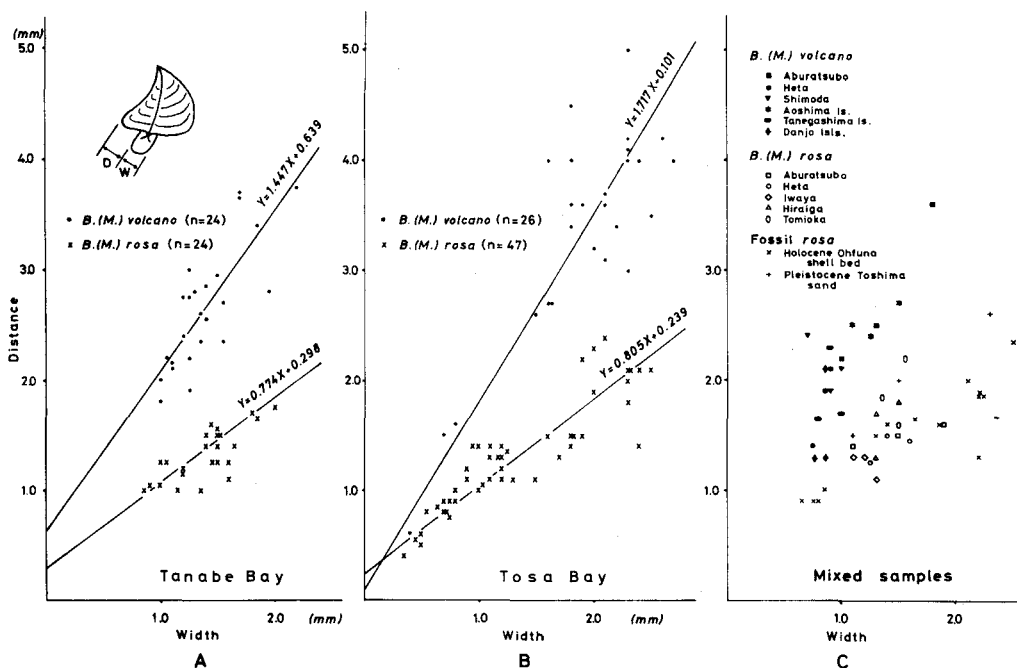 (mm)
5.0
4.0
3.0
2.0
1.0
Distance
D
W
Y=1.447X+0.639
B.(M.) volcano (n=24)
B.(M.) rosa (n=24)
Y=0.774X+0.298
Tanabe Bay
1.0
2.0
(mm)
Width
A
5.0
4.0
3.0
2.0
1.0
Y=1.717X+0.101
B.(M.) volcano (n=26)
B.(M.) rosa (n=47)
Y=0.805X+0.239
Tosa Bay
1.0
2.0
(mm)
Width
B
5.0
4.0
3.0
2.0
1.0
B. (M.) volcano
Aburatsubo
Heta
Shimoda
Aoshima Is.
Tanegashima Is.
Danjo Isls.
B. (M.) rosa
Aburatsubo
Heta
Iwaya
Hiraiga
Tomioka
Fossil rosa
Holocene Ohfuna
shell bed
Pleistocene Toshima
sand
Mixed samples
1.0
2.0
Width
C